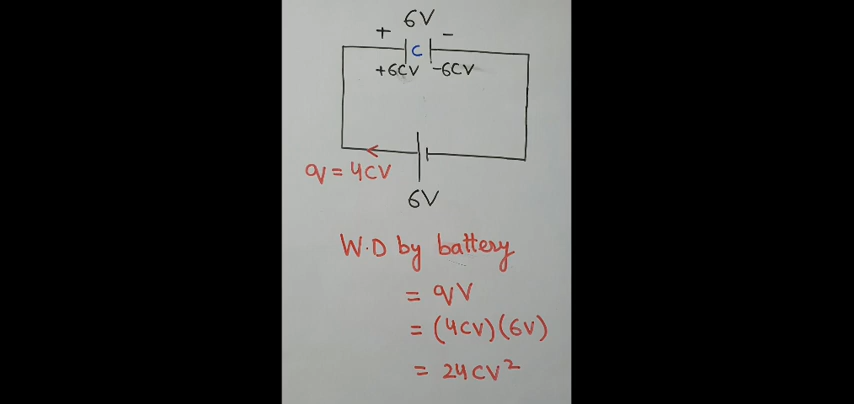 6V
+ -
C
+6CV -6CV
q = 4CV
6V
W.D by battery
= qV
= (4CV)(6V)
= 24CV²